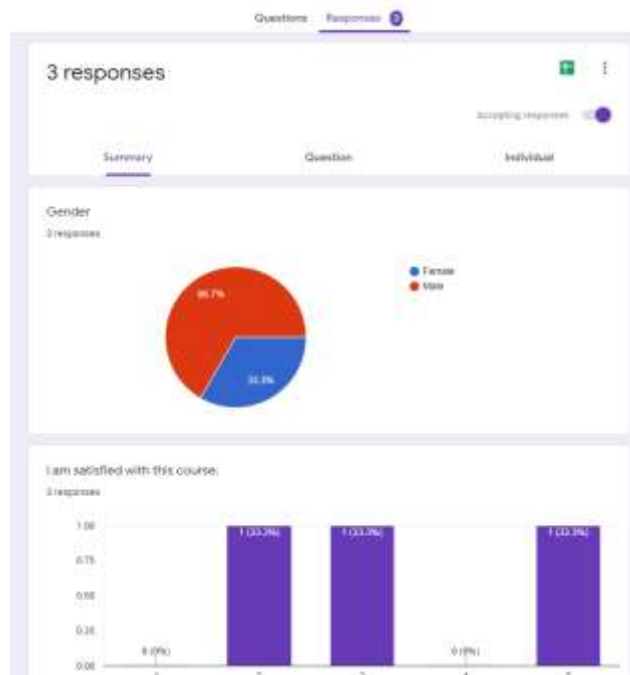 Questions Responses 3
3 responses
Accepting responses
Summary Question Individual
Gender
3 responses
66.7%
33.3%
Female
Male
I am satisfied with this course.
3 responses
1.00
0.75
0.50
0.25
0.00
0 (0%)
1 (33.3%)
1 (33.3%)
0 (0%)
1 (33.3%)